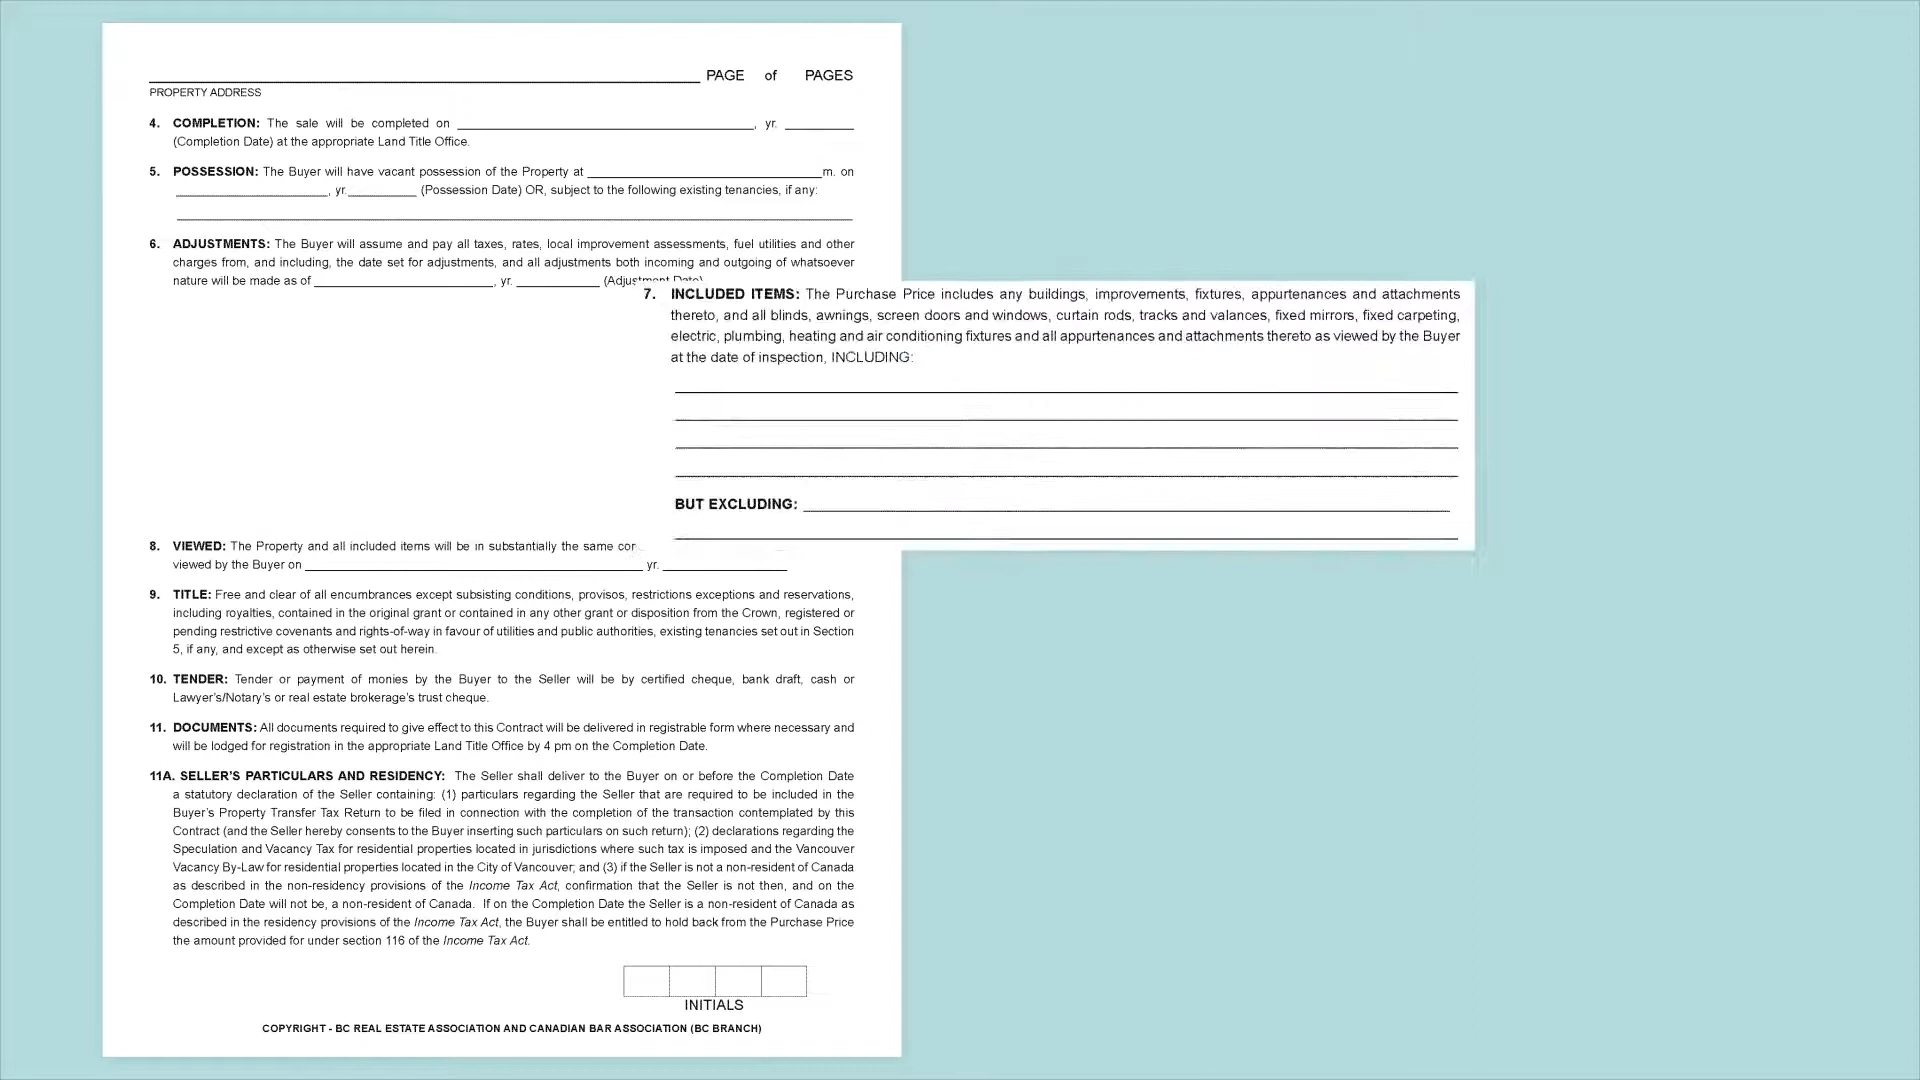 PAGE of PAGES
PROPERTY ADDRESS
4. COMPLETION: The sale will be completed on ____, yr. ____
(Completion Date) at the appropriate Land Title Office.
5. POSSESSION: The Buyer will have vacant possession of the Property at ____m. on
____, yr.____ (Possession Date) OR, subject to the following existing tenancies, if any:
6. ADJUSTMENTS: The Buyer will assume and pay all taxes, rates, local improvement assessments, fuel utilities and other
charges from, and including, the date set for adjustments, and all adjustments both incoming and outgoing of whatsoever
nature will be made as of ____, yr. ____ (Adjustment Date).
7. INCLUDED ITEMS: The Purchase Price includes any buildings, improvements, fixtures, appurtenances and attachments
thereto, and all blinds, awnings, screen doors and windows, curtain rods, tracks and valances, fixed mirrors, fixed carpeting,
electric, plumbing, heating and air conditioning fixtures and all appurtenances and attachments thereto as viewed by the Buyer
at the date of inspection, INCLUDING:
BUT EXCLUDING: ____
8. VIEWED: The Property and all included items will be in substantially the same
viewed by the Buyer on ____ yr. ____
9. TITLE: Free and clear of all encumbrances except subsisting conditions, provisos, restrictions exceptions and reservations,
including royalties, contained in the original grant or contained in any other grant or disposition from the Crown, registered or
pending restrictive covenants and rights-of-way in favour of utilities and public authorities, existing tenancies set out in Section
5, if any, and except as otherwise set out herein.
10. TENDER: Tender or payment of monies by the Buyer to the Seller will be by certified cheque, bank draft, cash or
Lawyer's/Notary's or real estate brokerage's trust cheque.
11. DOCUMENTS: All documents required to give effect to this Contract will be delivered in registrable form where necessary and
will be lodged for registration in the appropriate Land Title Office by 4 pm on the Completion Date.
11A. SELLER'S PARTICULARS AND RESIDENCY: The Seller shall deliver to the Buyer on or before the Completion Date
a statutory declaration of the Seller containing: (1) particulars regarding the Seller that are required to be included in the
Buyer's Property Transfer Tax Return to be filed in connection with the completion of the transaction contemplated by this
Contract (and the Seller hereby consents to the Buyer inserting such particulars on such return); (2) declarations regarding the
Speculation and Vacancy Tax for residential properties located in jurisdictions where such tax is imposed and the Vancouver
Vacancy By-Law for residential properties located in the City of Vancouver; and (3) if the Seller is not a non-resident of Canada
as described in the non-residency provisions of the Income Tax Act, confirmation that the Seller is not then, and on the
Completion Date will not be, a non-resident of Canada. If on the Completion Date the Seller is a non-resident of Canada as
described in the residency provisions of the Income Tax Act, the Buyer shall be entitled to hold back from the Purchase Price
the amount provided for under section 116 of the Income Tax Act.
INITIALS
COPYRIGHT - BC REAL ESTATE ASSOCIATION AND CANADIAN BAR ASSOCIATION (BC BRANCH)